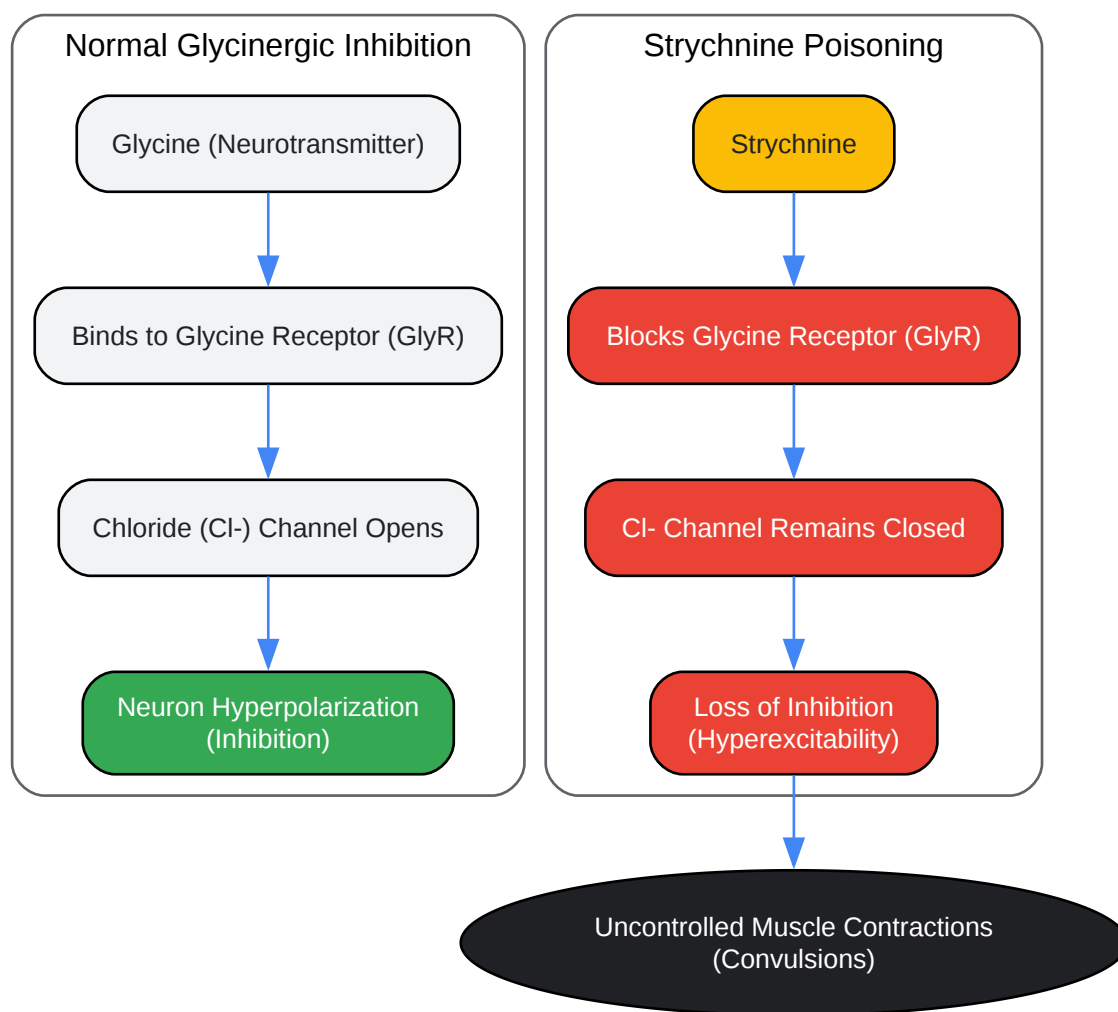 Normal Glycinergic Inhibition
Glycine (Neurotransmitter)
Binds to Glycine Receptor (GlyR)
Chloride (Cl-) Channel Opens
Neuron Hyperpolarization
(Inhibition)
Strychnine Poisoning
Strychnine
Blocks Glycine Receptor (GlyR)
Cl- Channel Remains Closed
Loss of Inhibition
(Hyperexcitability)
Uncontrolled Muscle Contractions
(Convulsions)